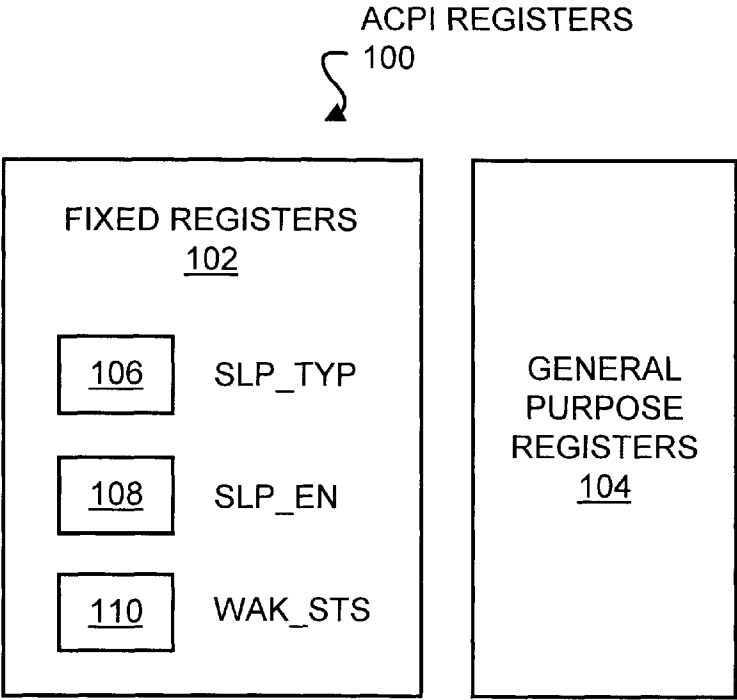 ACPI REGISTERS
100
FIXED REGISTERS
102
106 SLP_TYP
108 SLP_EN
110 WAK_STS
GENERAL
PURPOSE
REGISTERS
104